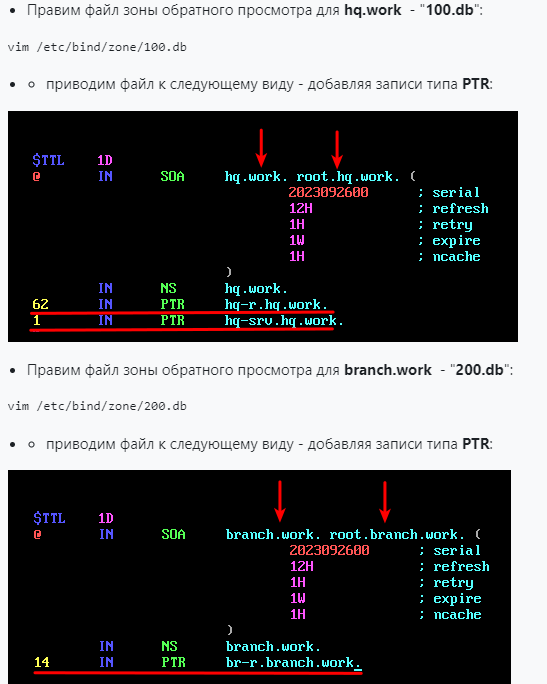 Правим файл зоны обратного просмотра для hq.work - "100.db":
vim /etc/bind/zone/100.db
приводим файл к следующему виду - добавляя записи типа PTR:
$TTL 1D
@ IN SOA hq.work. root.hq.work. (
2023092600 ; serial
12H ; refresh
1H ; retry
1W ; expire
1H ; ncache
)
IN NS hq.work.
62 IN PTR hq-r.hq.work.
1 IN PTR hq-srv.hq.work.
Правим файл зоны обратного просмотра для branch.work - "200.db":
vim /etc/bind/zone/200.db
приводим файл к следующему виду - добавляя записи типа PTR:
$TTL 1D
@ IN SOA branch.work. root.branch.work. (
2023092600 ; serial
12H ; refresh
1H ; retry
1W ; expire
1H ; ncache
)
IN NS branch.work.
14 IN PTR br-r.branch.work.